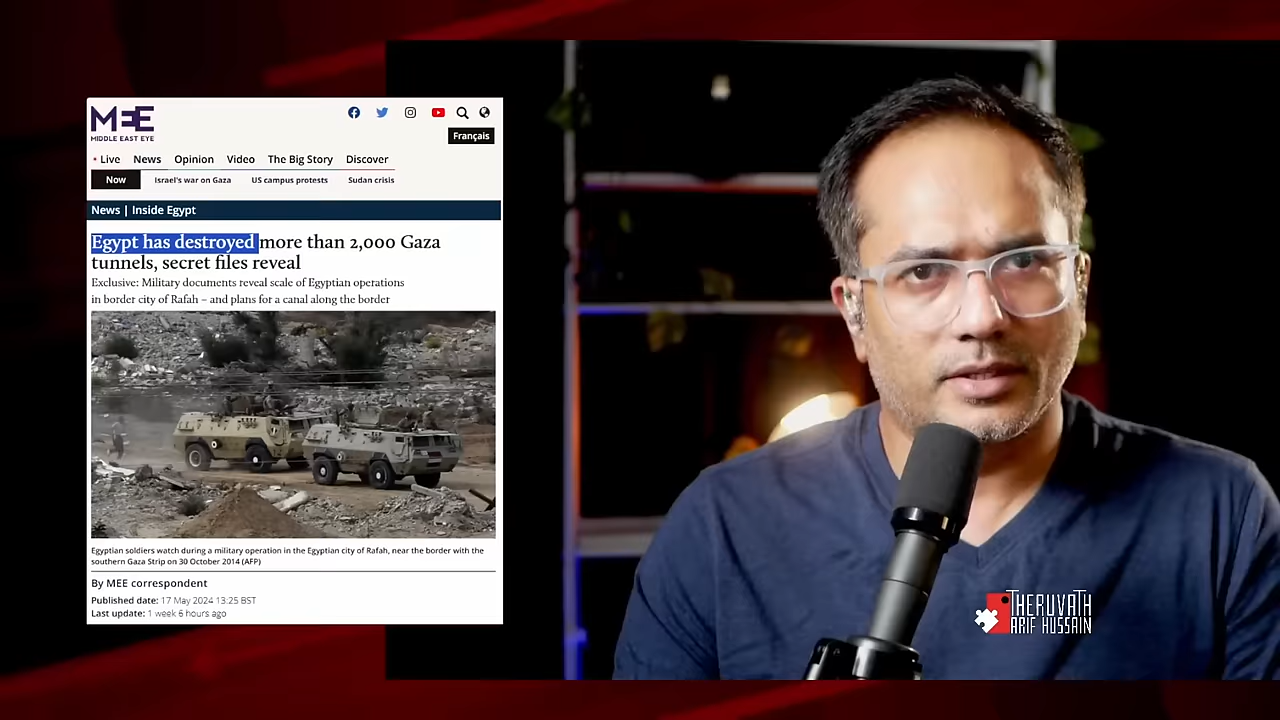 MEE
MIDDLE EAST EYE
Français
Live News Opinion Video The Big Story Discover
Now Israel's war on Gaza US campus protests Sudan crisis
News | Inside Egypt
Egypt has destroyed more than 2,000 Gaza
tunnels, secret files reveal
Exclusive: Military documents reveal scale of Egyptian operations
in border city of Rafah – and plans for a canal along the border
Egyptian soldiers watch during a military operation in the Egyptian city of Rafah, near the border with the
southern Gaza Strip on 30 October 2014 (AFP)
By MEE correspondent
Published date: 17 May 2024 13:25 BST
Last update: 1 week 6 hours ago
THERUVATH
ARIF HUSSAIN